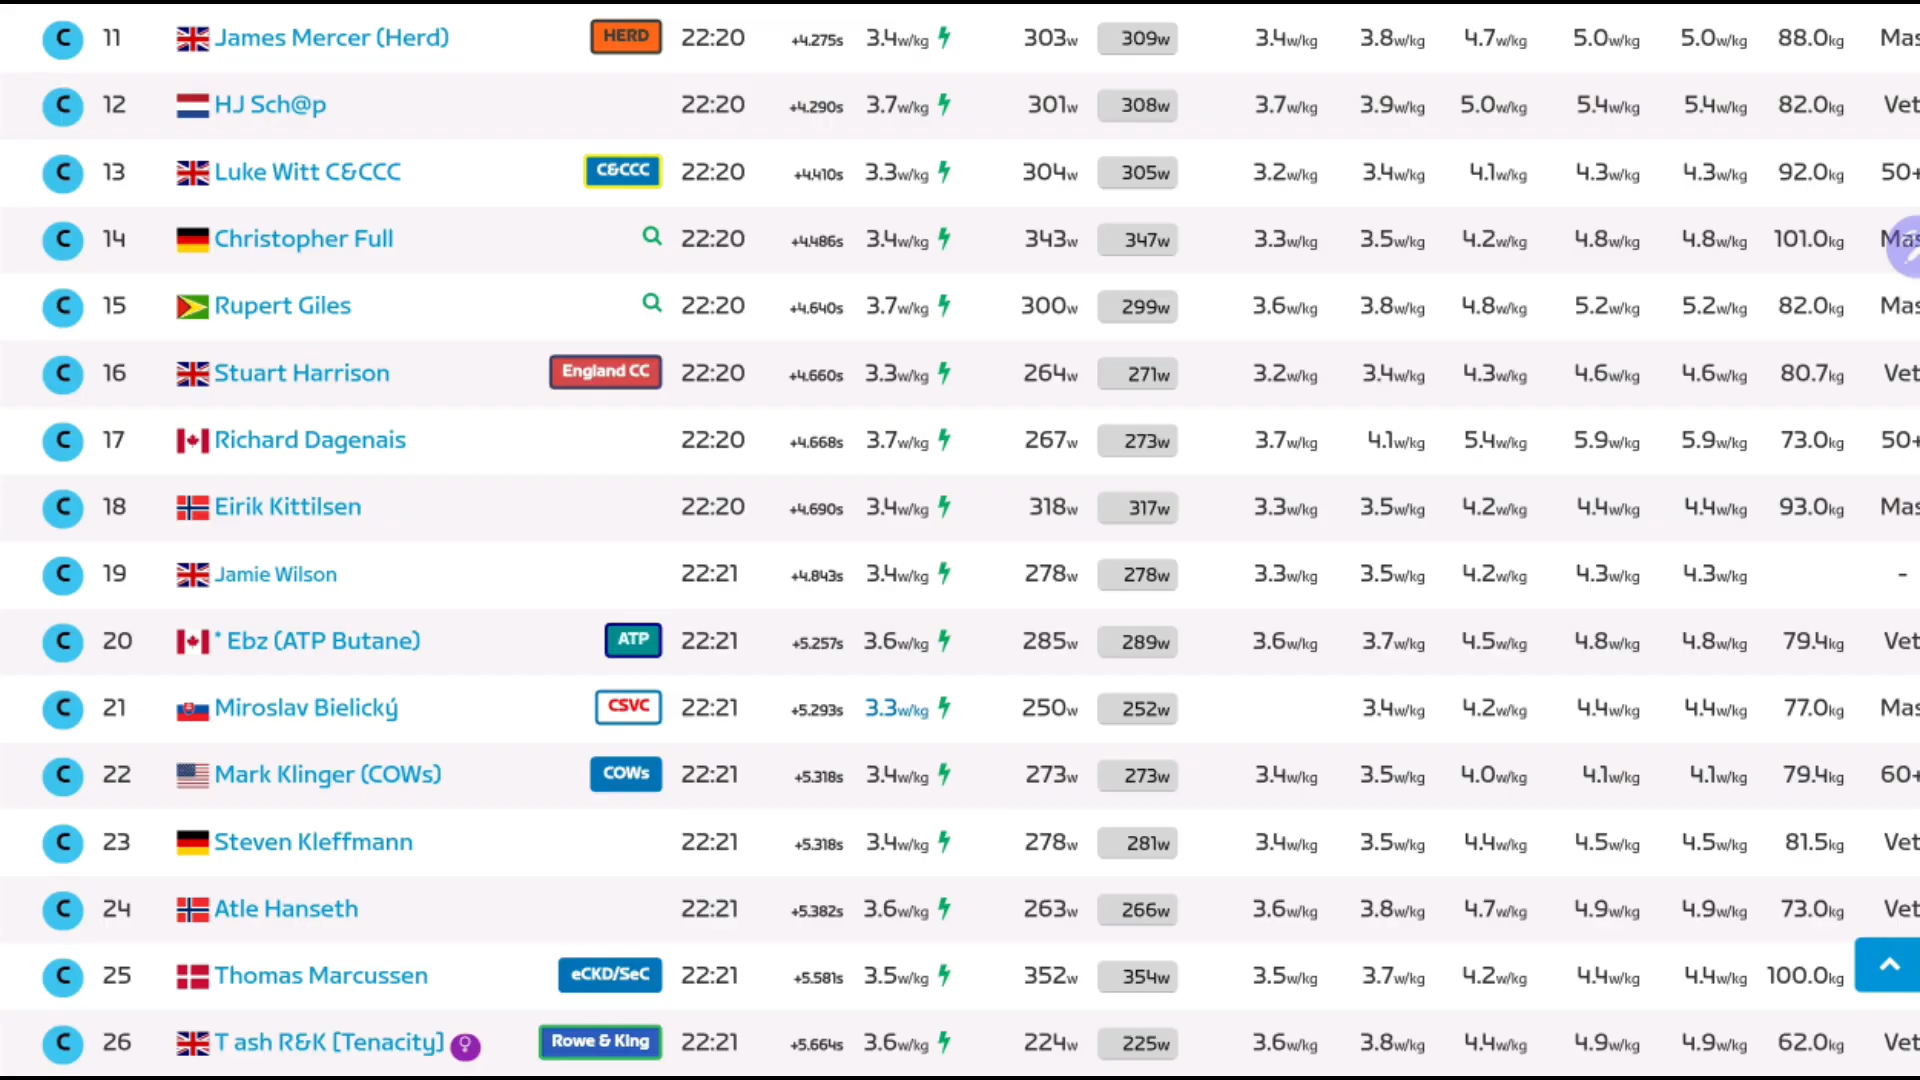 C 11 James Mercer (Herd) HERD 22:20 +4.275s 3.4w/kg 303w 309w 3.4w/kg 3.8w/kg 4.7w/kg 5.0w/kg 5.0w/kg 88.0kg Mas
C 12 HJ Sch@p 22:20 +4.290s 3.7w/kg 301w 308w 3.7w/kg 3.9w/kg 5.0w/kg 5.4w/kg 5.4w/kg 82.0kg Vet
C 13 Luke Witt C&CCC C&CCC 22:20 +4.410s 3.3w/kg 304w 305w 3.2w/kg 3.4w/kg 4.1w/kg 4.3w/kg 4.3w/kg 92.0kg 50+
C 14 Christopher Full 22:20 +4.486s 3.4w/kg 343w 347w 3.3w/kg 3.5w/kg 4.2w/kg 4.8w/kg 4.8w/kg 101.0kg Mas
C 15 Rupert Giles 22:20 +4.640s 3.7w/kg 300w 299w 3.6w/kg 3.8w/kg 4.8w/kg 5.2w/kg 5.2w/kg 82.0kg Mas
C 16 Stuart Harrison England CC 22:20 +4.660s 3.3w/kg 264w 271w 3.2w/kg 3.4w/kg 4.3w/kg 4.6w/kg 4.6w/kg 80.7kg Vet
C 17 Richard Dagenais 22:20 +4.668s 3.7w/kg 267w 273w 3.7w/kg 4.1w/kg 5.4w/kg 5.9w/kg 5.9w/kg 73.0kg 50+
C 18 Eirik Kittilsen 22:20 +4.690s 3.4w/kg 318w 317w 3.3w/kg 3.5w/kg 4.2w/kg 4.4w/kg 4.4w/kg 93.0kg Mas
C 19 Jamie Wilson 22:21 +4.843s 3.4w/kg 278w 278w 3.3w/kg 3.5w/kg 4.2w/kg 4.3w/kg 4.3w/kg -
C 20 * Ebz (ATP Butane) ATP 22:21 +5.257s 3.6w/kg 285w 289w 3.6w/kg 3.7w/kg 4.5w/kg 4.8w/kg 4.8w/kg 79.4kg Vet
C 21 Miroslav Bielický CSVC 22:21 +5.293s 3.3w/kg 250w 252w 3.4w/kg 4.2w/kg 4.4w/kg 4.4w/kg 77.0kg Mas
C 22 Mark Klinger (COWs) COWs 22:21 +5.318s 3.4w/kg 273w 273w 3.4w/kg 3.5w/kg 4.0w/kg 4.1w/kg 4.1w/kg 79.4kg 60+
C 23 Steven Kleffmann 22:21 +5.318s 3.4w/kg 278w 281w 3.4w/kg 3.5w/kg 4.4w/kg 4.5w/kg 4.5w/kg 81.5kg Vet
C 24 Atle Hanseth 22:21 +5.382s 3.6w/kg 263w 266w 3.6w/kg 3.8w/kg 4.7w/kg 4.9w/kg 4.9w/kg 73.0kg Vet
C 25 Thomas Marcussen eCKD/SeC 22:21 +5.581s 3.5w/kg 352w 354w 3.5w/kg 3.7w/kg 4.2w/kg 4.4w/kg 4.4w/kg 100.0kg
C 26 T ash R&K [Tenacity] Rowe & King 22:21 +5.664s 3.6w/kg 224w 225w 3.6w/kg 3.8w/kg 4.4w/kg 4.9w/kg 4.9w/kg 62.0kg Vet